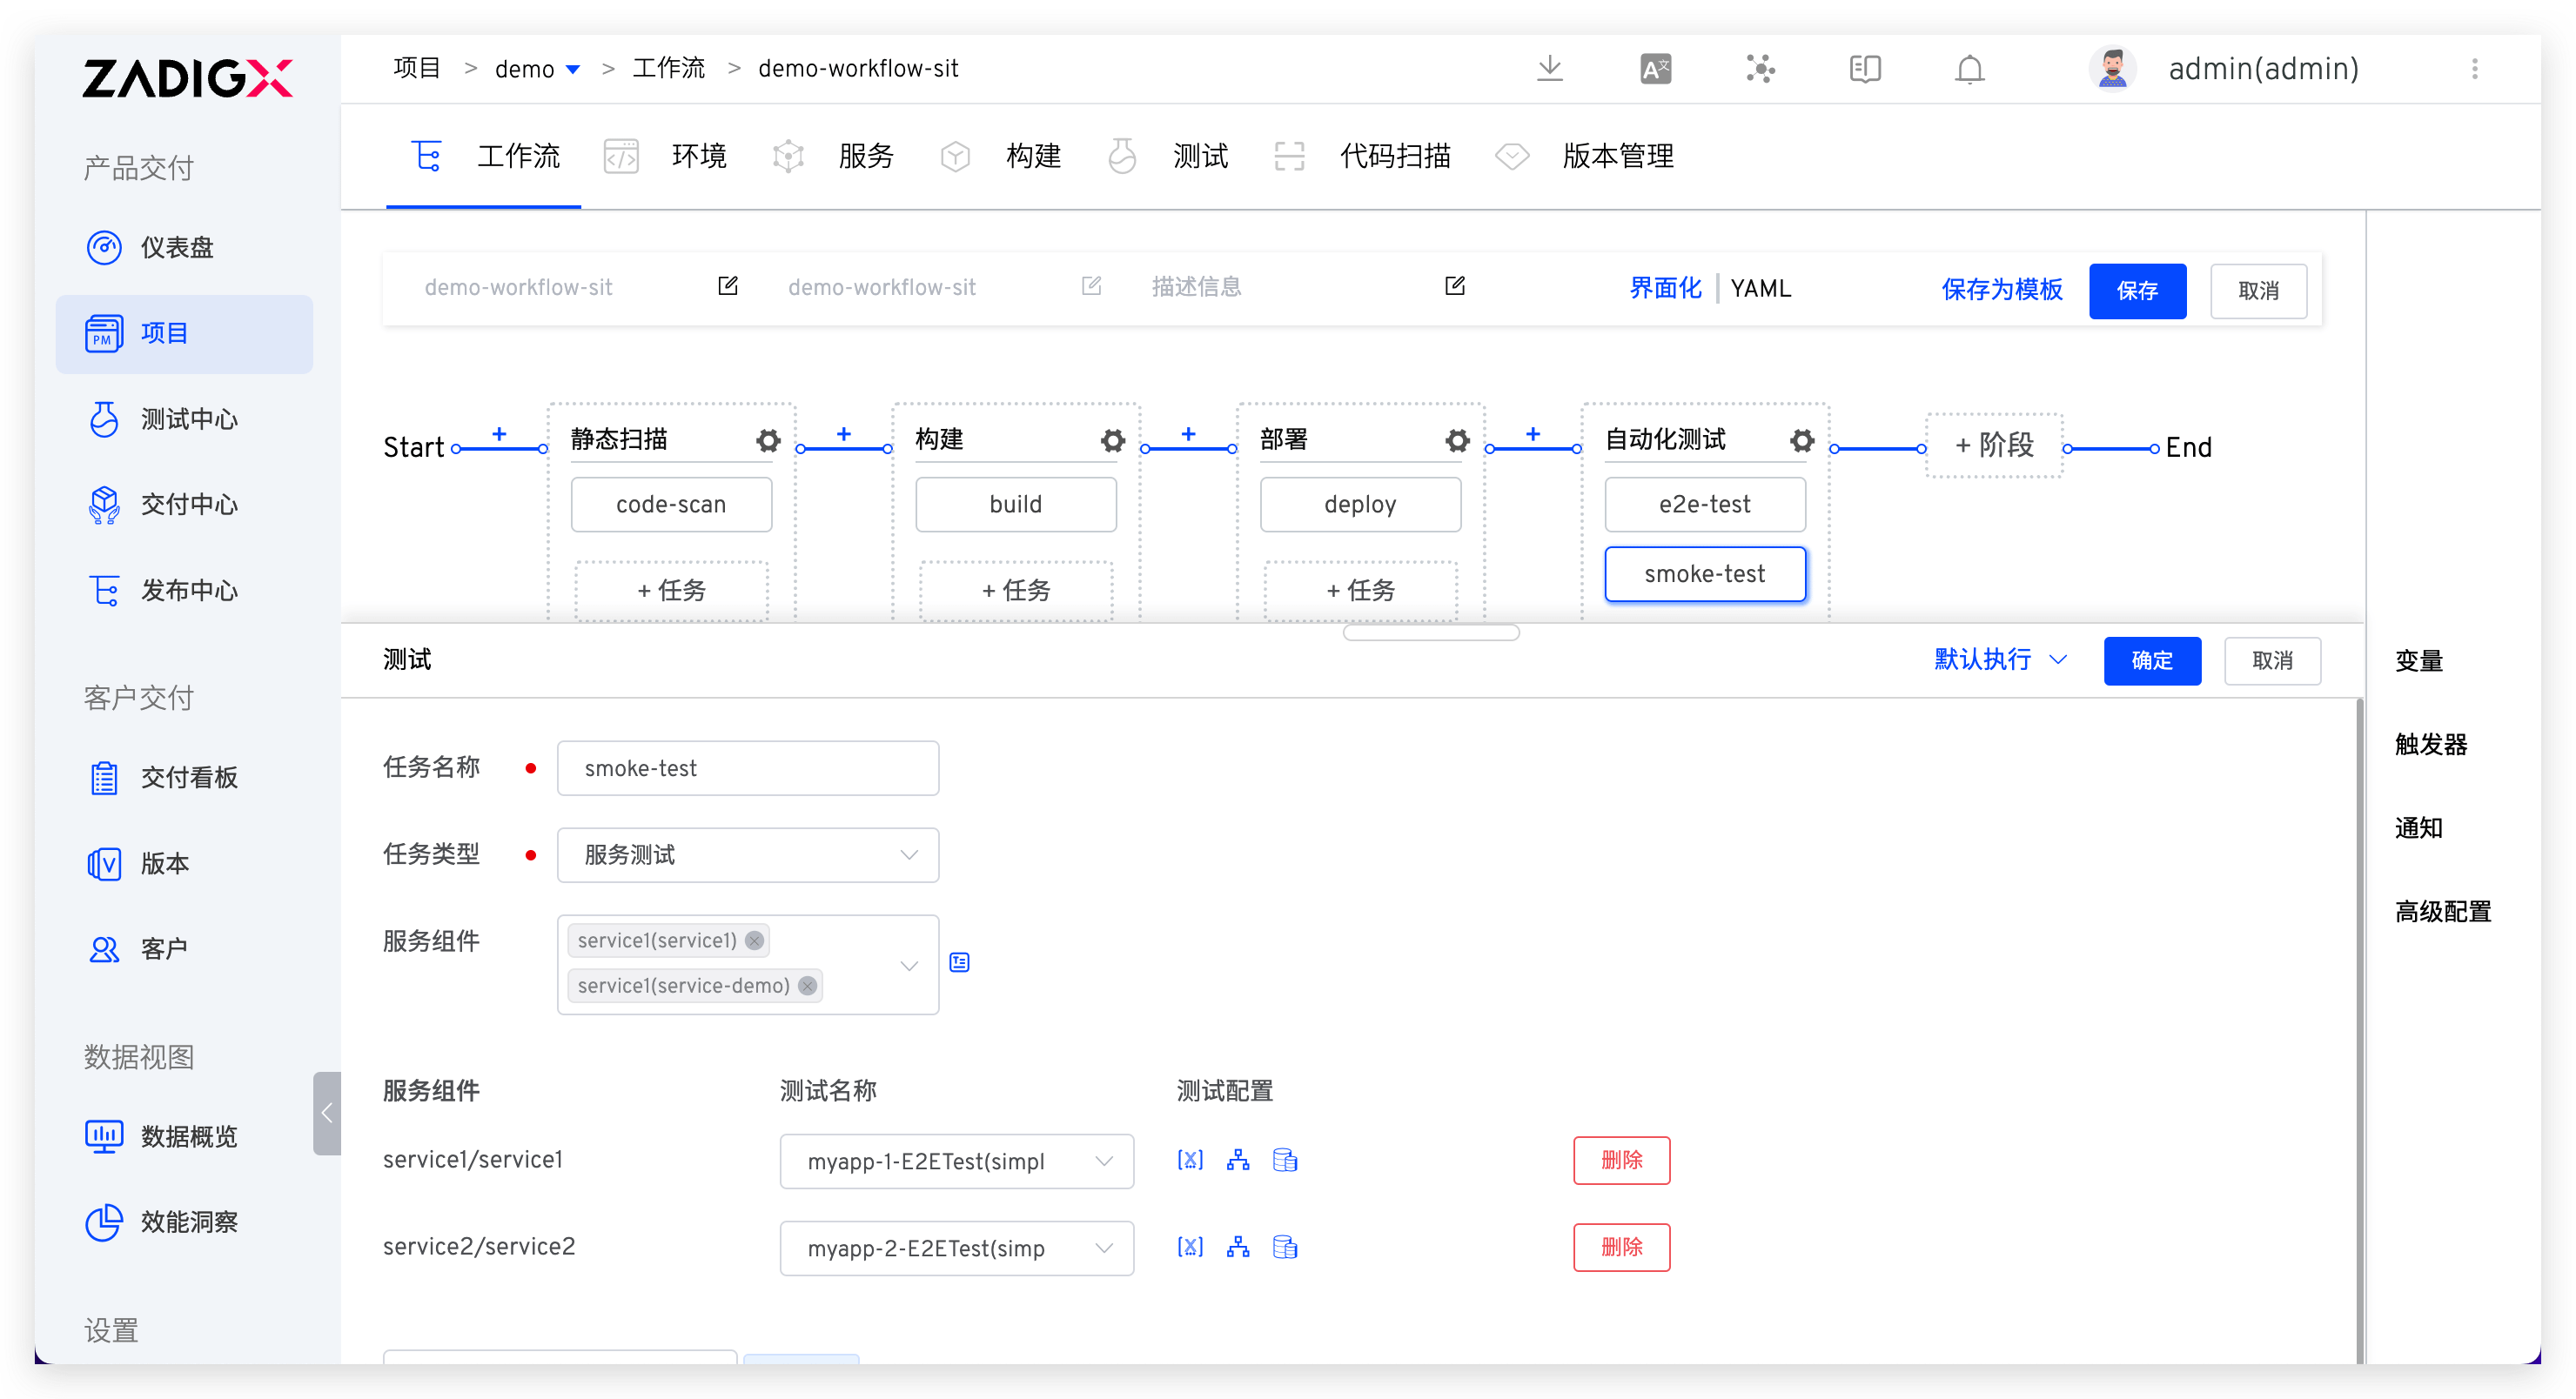 ZADIGX
项目 > demo > 工作流 > demo-workflow-sit
admin(admin)
产品交付
仪表盘
项目
测试中心
交付中心
发布中心
客户交付
交付看板
版本
客户
数据视图
数据概览
效能洞察
设置
工作流 环境 服务 构建 测试 代码扫描 版本管理
demo-workflow-sit demo-workflow-sit 描述信息 界面化 | YAML 保存为模板 保存 取消
Start 静态扫描 构建 部署 自动化测试 + 阶段 End
code-scan build deploy e2e-test
smoke-test
+ 任务 + 任务 + 任务
测试 默认执行 确定 取消
任务名称 smoke-test
任务类型 服务测试
服务组件 service1(service1)
service1(service-demo)
服务组件 测试名称 测试配置
service1/service1 myapp-1-E2ETest(simpl 删除
service2/service2 myapp-2-E2ETest(simp 删除
变量
触发器
通知
高级配置